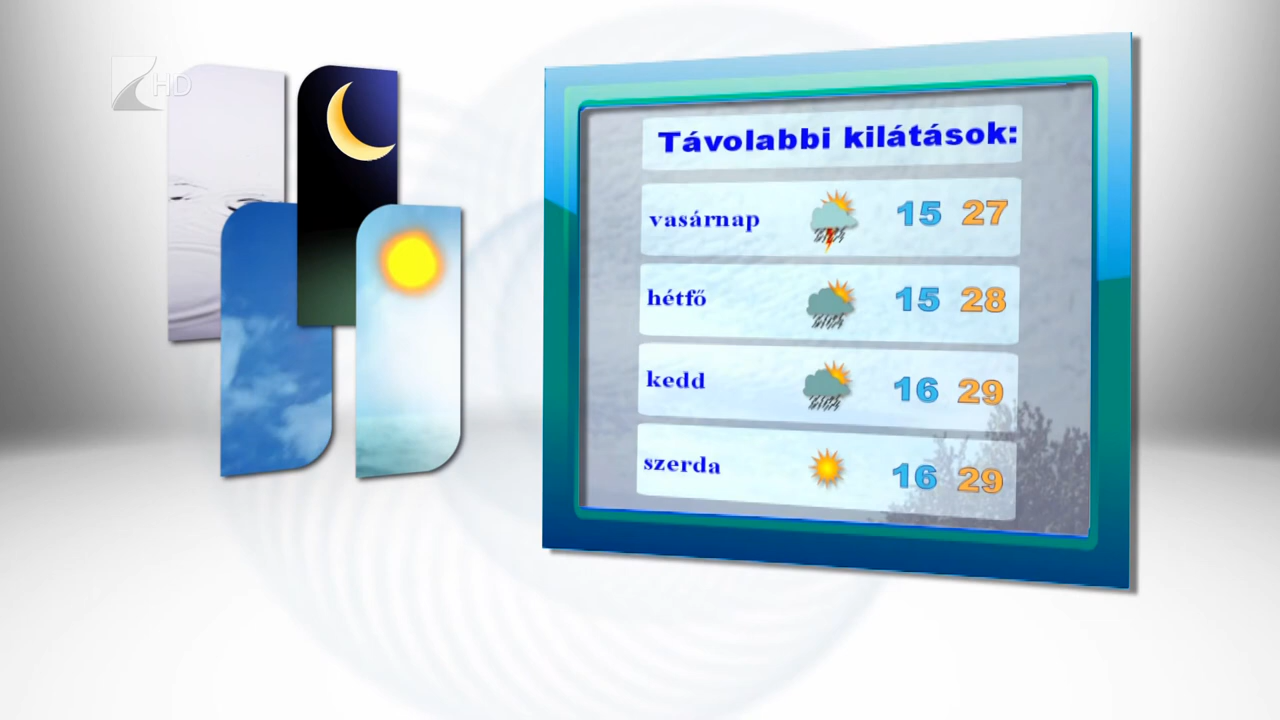 HD
Távolabbi kilátások:
vasárnap 15 27
hétfő 15 28
kedd 16 29
szerda 16 29